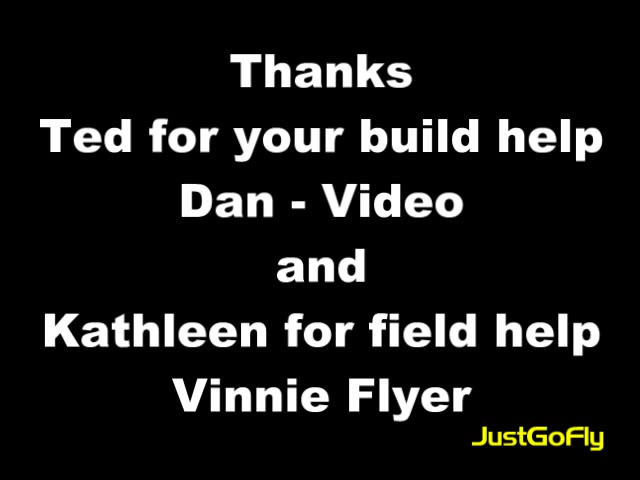 Thanks
Ted for your build help
Dan - Video
and
Kathleen for field help
Vinnie Flyer
JustGoFly